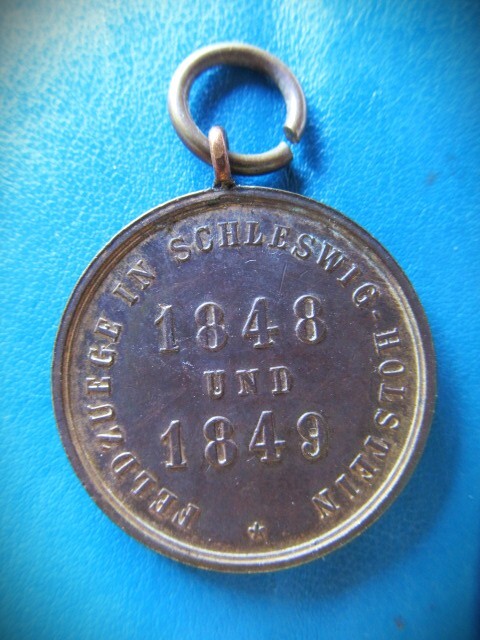 FELDZUEGE IN SCHLESWIG-HOLSTEIN
1848
UND
1849